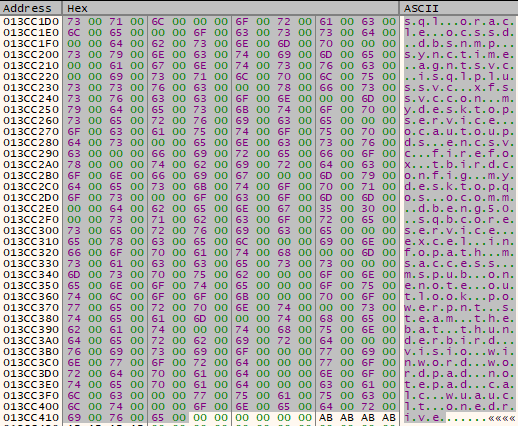 Address Hex ASCII
013CC1D0 73 00 71 00 6C 00 00 00 6F 00 72 00 61 00 63 00 s.q.l...o.r.a.c.
013CC1E0 6C 00 65 00 00 00 6F 00 63 00 73 00 73 00 64 00 l.e...o.c.s.s.d.
013CC1F0 00 00 64 00 62 00 73 00 6E 00 6D 00 70 00 00 00 ..d.b.s.n.m.p...
013CC200 73 00 79 00 6E 00 63 00 74 00 69 00 6D 00 65 00 s.y.n.c.t.i.m.e.
013CC210 00 00 61 00 67 00 6E 00 74 00 73 00 76 00 63 00 ..a.g.n.t.s.v.c.
013CC220 00 00 69 00 73 00 71 00 6C 00 70 00 6C 00 75 00 ..i.s.q.l.p.l.u.
013CC230 73 00 73 00 76 00 63 00 00 00 78 00 66 00 73 00 s.s.v.c...x.f.s.
013CC240 73 00 76 00 63 00 63 00 6F 00 6E 00 00 00 6D 00 s.v.c.c.o.n...m.
013CC250 79 00 64 00 65 00 73 00 6B 00 74 00 6F 00 70 00 y.d.e.s.k.t.o.p.
013CC260 73 00 65 00 72 00 76 00 69 00 63 00 65 00 00 00 s.e.r.v.i.c.e...
013CC270 6F 00 63 00 61 00 75 00 74 00 6F 00 75 00 70 00 o.c.a.u.t.o.u.p.
013CC280 64 00 73 00 00 00 65 00 6E 00 63 00 73 00 76 00 d.s...e.n.c.s.v.
013CC290 63 00 00 00 66 00 69 00 72 00 65 00 66 00 6F 00 c...f.i.r.e.f.o.
013CC2A0 78 00 00 00 74 00 62 00 69 00 72 00 64 00 63 00 x...t.b.i.r.d.c.
013CC2B0 6F 00 6E 00 66 00 69 00 67 00 00 00 6D 00 79 00 o.n.f.i.g...m.y.
013CC2C0 64 00 65 00 73 00 6B 00 74 00 6F 00 70 00 71 00 d.e.s.k.t.o.p.q.
013CC2D0 6F 00 73 00 00 00 6F 00 63 00 6F 00 6D 00 6D 00 o.s...o.c.o.m.m.
013CC2E0 00 00 64 00 62 00 65 00 6E 00 67 00 35 00 30 00 ..d.b.e.n.g.5.0.
013CC2F0 00 00 73 00 71 00 62 00 63 00 6F 00 72 00 65 00 ..s.q.b.c.o.r.e.
013CC300 73 00 65 00 72 00 76 00 69 00 63 00 65 00 00 00 s.e.r.v.i.c.e...
013CC310 65 00 78 00 63 00 65 00 6C 00 00 00 69 00 6E 00 e.x.c.e.l...i.n.
013CC320 66 00 6F 00 70 00 61 00 74 00 68 00 00 00 6D 00 f.o.p.a.t.h...m.
013CC330 73 00 61 00 63 00 63 00 65 00 73 00 73 00 00 00 s.a.c.c.e.s.s...
013CC340 6D 00 73 00 70 00 75 00 62 00 00 00 6F 00 6E 00 m.s.p.u.b...o.n.
013CC350 65 00 6E 00 6F 00 74 00 65 00 00 00 6F 00 75 00 e.n.o.t.e...o.u.
013CC360 74 00 6C 00 6F 00 6F 00 6B 00 00 00 70 00 6F 00 t.l.o.o.k...p.o.
013CC370 77 00 65 00 72 00 70 00 6E 00 74 00 00 00 73 00 w.e.r.p.n.t...s.
013CC380 74 00 65 00 61 00 6D 00 00 00 74 00 68 00 65 00 t.e.a.m...t.h.e.
013CC390 62 00 61 00 74 00 00 00 74 00 68 00 75 00 6E 00 b.a.t...t.h.u.n.
013CC3A0 64 00 65 00 72 00 62 00 69 00 72 00 64 00 00 00 d.e.r.b.i.r.d...
013CC3B0 76 00 69 00 73 00 69 00 6F 00 00 00 77 00 69 00 v.i.s.i.o...w.i.
013CC3C0 6E 00 77 00 6F 00 72 00 64 00 00 00 77 00 6F 00 n.w.o.r.d...w.o.
013CC3D0 72 00 64 00 70 00 61 00 64 00 00 00 6E 00 6F 00 r.d.p.a.d...n.o.
013CC3E0 74 00 65 00 70 00 61 00 64 00 00 00 63 00 61 00 t.e.p.a.d...c.a.
013CC3F0 6C 00 63 00 00 00 77 00 75 00 61 00 75 00 63 00 l.c...w.u.a.u.c.
013CC400 6C 00 74 00 00 00 6F 00 6E 00 65 00 64 00 72 00 l.t...o.n.e.d.r.
013CC410 69 00 76 00 65 00 00 00 00 00 00 00 AB AB AB AB i.v.e.......««««